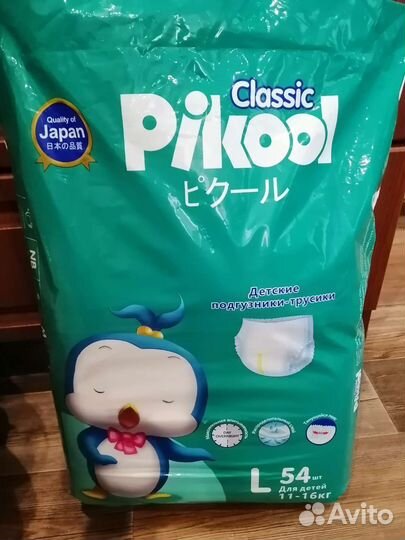 Classic
Pikool
ピクール
Quality of
Japan
日本の品質
NB
Детские
подгузники-трусики
L 54 шт.
Для детей
11-16кг
Avito